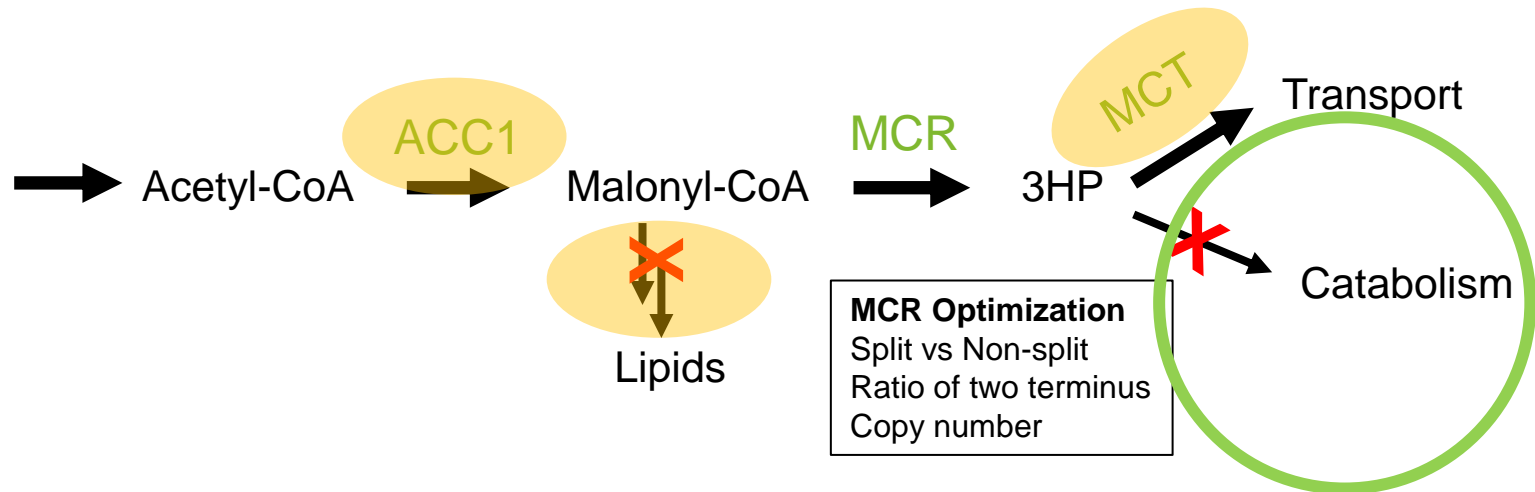 Acetyl-CoA
ACC1
Malonyl-CoA
Lipids
MCR
3HP
MCT
Transport
Catabolism
MCR Optimization
Split vs Non-split
Ratio of two terminus
Copy number